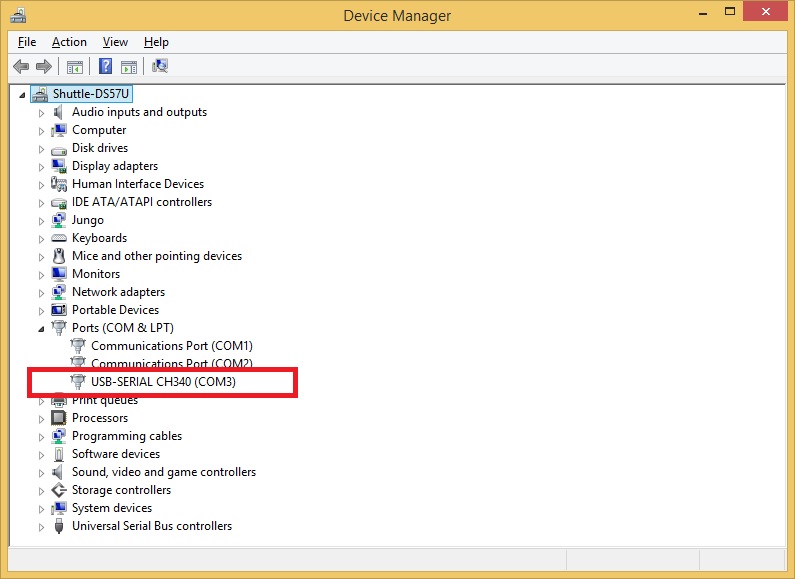 Device Manager
File Action View Help
Shuttle-DS57U
Audio inputs and outputs
Computer
Disk drives
Display adapters
Human Interface Devices
IDE ATA/ATAPI controllers
Jungo
Keyboards
Mice and other pointing devices
Monitors
Network adapters
Portable Devices
Ports (COM & LPT)
Communications Port (COM1)
Communications Port (COM2)
USB-SERIAL CH340 (COM3)
Print queues
Processors
Programming cables
Software devices
Sound, video and game controllers
Storage controllers
System devices
Universal Serial Bus controllers